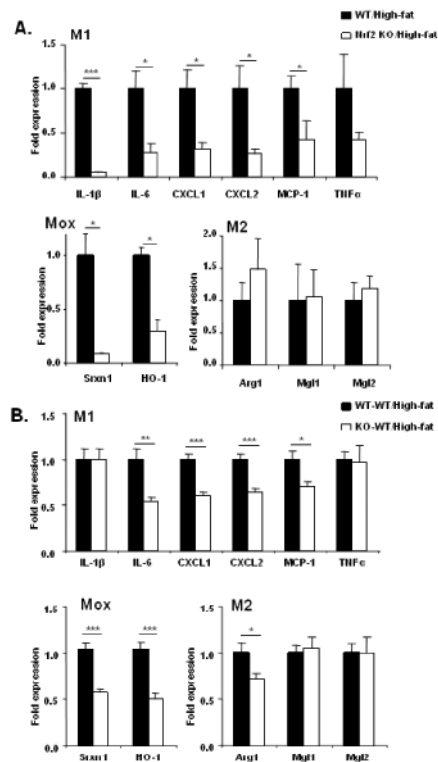 A.
WT/High-fat
Nrf2 KO/High-fat
M1
Fold expression
1.5
1.0
0.5
0.0
*** * * * *
IL-1β IL-6 CXCL1 CXCL2 MCP-1 TNFα
Mox
Fold expression
1.0
0.5
0.0
* *
Srxn1 HO-1
M2
Fold expression
2.0
1.5
1.0
0.5
0.0
Arg1 Mgl1 Mgl2
B.
WT-WT/High-fat
KO-WT/High-fat
M1
Fold expression
1.5
1.0
0.5
0.0
** *** *** *
IL-1β IL-6 CXCL1 CXCL2 MCP-1 TNFα
Mox
Fold expression
1.5
1.0
0.5
0.0
*** ***
Srxn1 HO-1
M2
Fold expression
1.5
1.0
0.5
0.0
*
Arg1 Mgl1 Mgl2